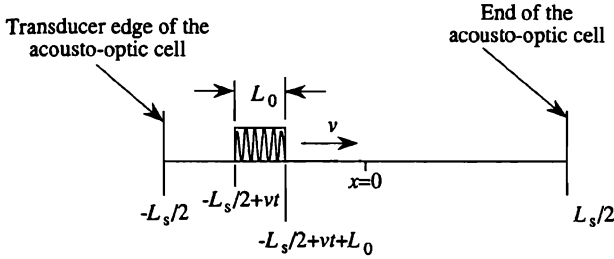 Transducer edge of the
acousto-optic cell
End of the
acousto-optic cell
L₀
v
x=0
-Lₛ/2
-Lₛ/2+vt
Lₛ/2
-Lₛ/2+vt+L₀